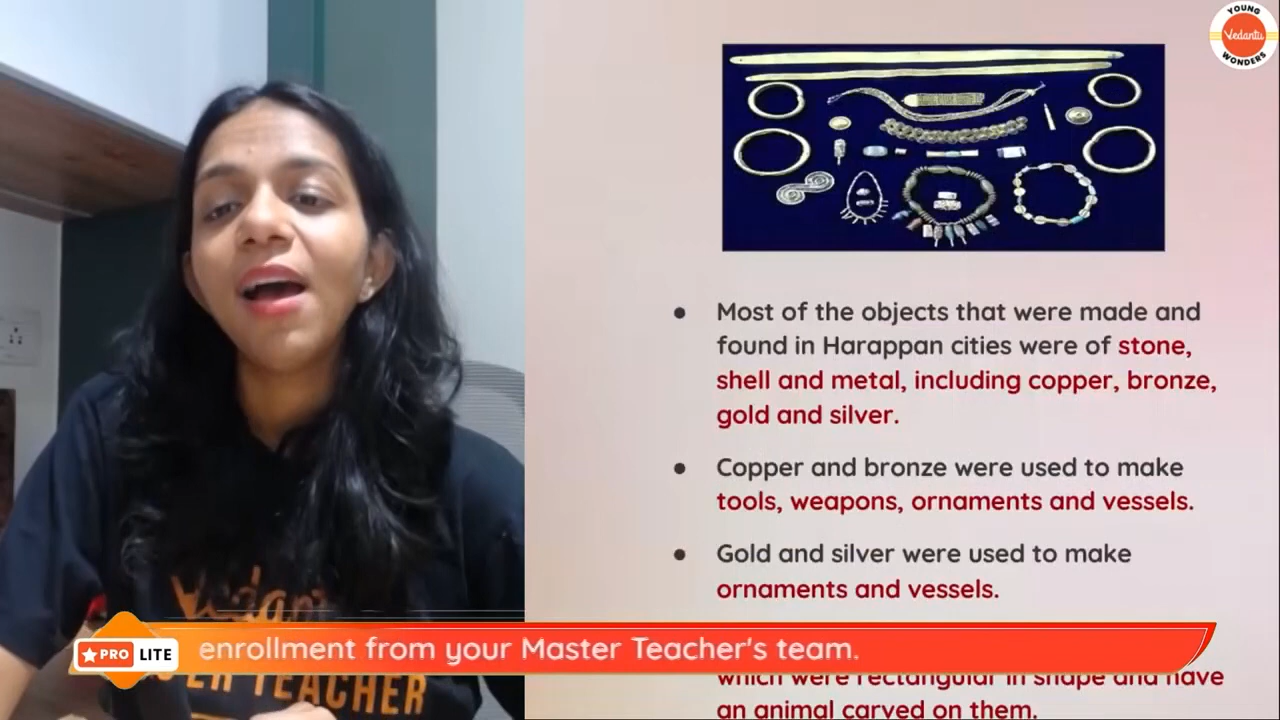 YOUNG
Vedantu
WONDERS
● Most of the objects that were made and
found in Harappan cities were of stone,
shell and metal, including copper, bronze,
gold and silver.
● Copper and bronze were used to make
tools, weapons, ornaments and vessels.
● Gold and silver were used to make
ornaments and vessels.
PRO LITE
enrollment from your Master Teacher's team.
which were rectangular in shape and have
an animal carved on them.
TEACHER